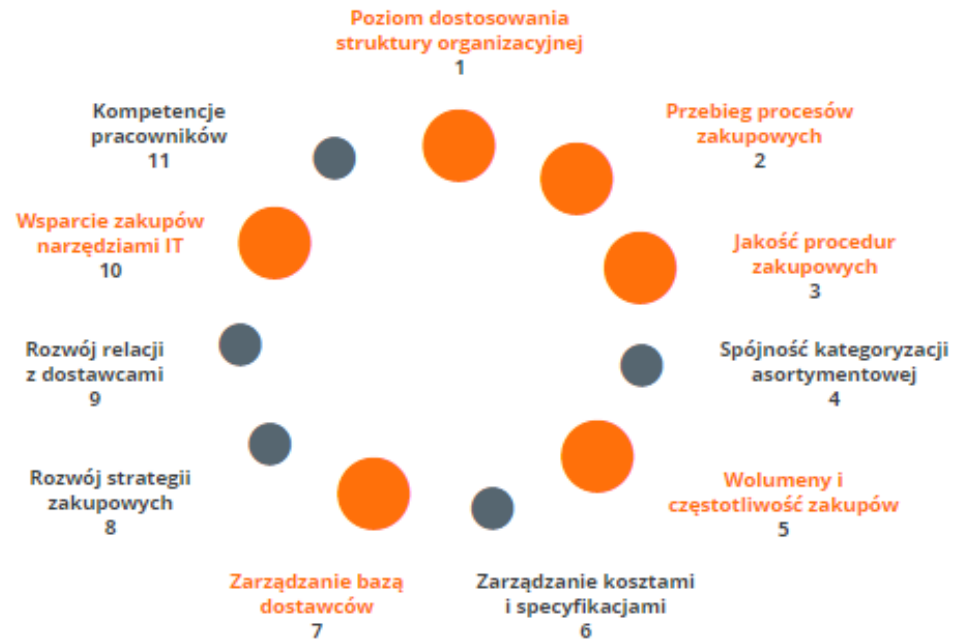 Poziom dostosowania
struktury organizacyjnej
1
Przebieg procesów
zakupowych
2
Jakość procedur
zakupowych
3
Spójność kategoryzacji
asortymentowej
4
Wolumeny i
częstotliwość zakupów
5
Zarządzanie kosztami
i specyfikacjami
6
Zarządzanie bazą
dostawców
7
Rozwój strategii
zakupowych
8
Rozwój relacji
z dostawcami
9
Wsparcie zakupów
narzędziami IT
10
Kompetencje
pracowników
11